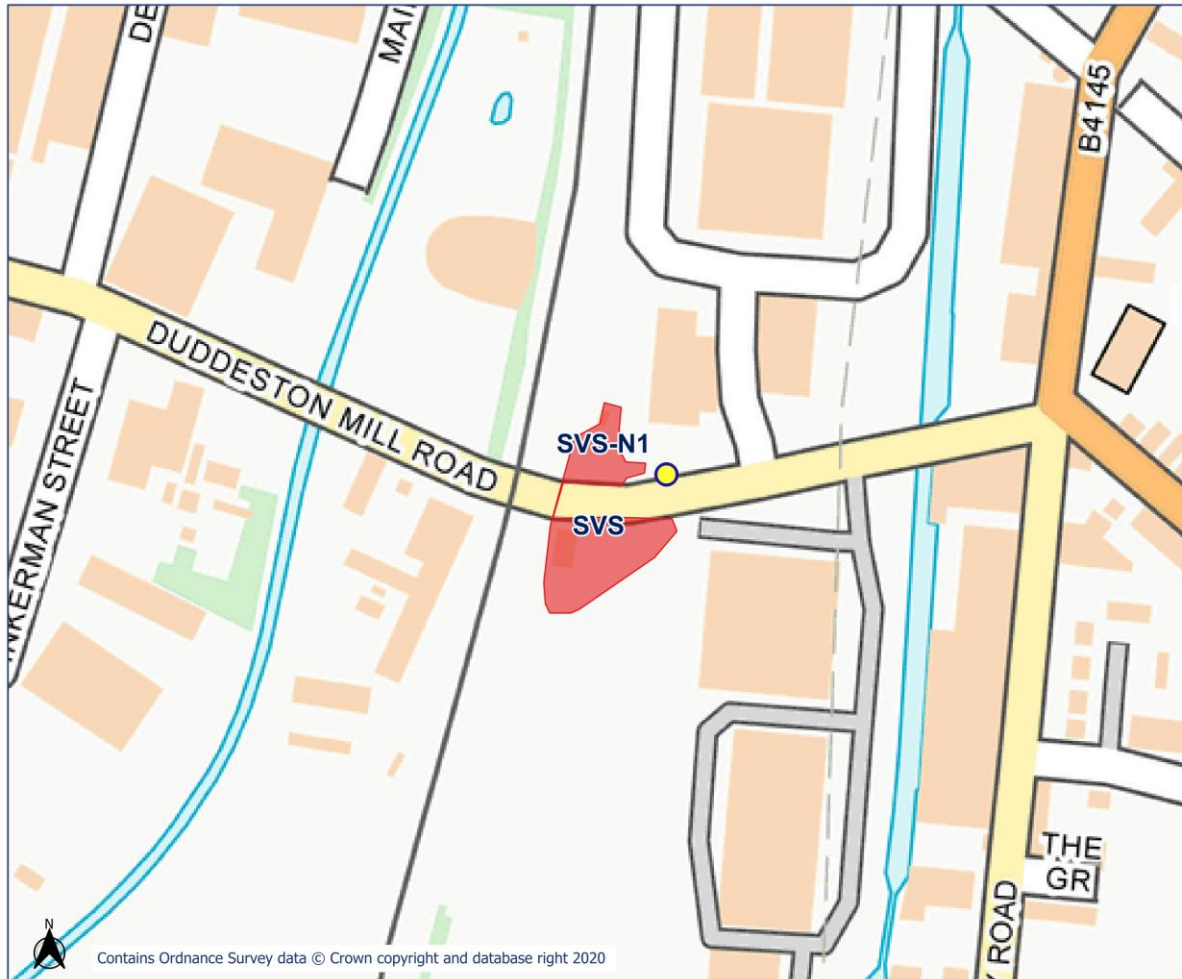 DE
MAI
B4145
DUDDESTON MILL ROAD
SVS-N1
SVS
NKERMAN STREET
THE
GR
ROAD
N
Contains Ordnance Survey data © Crown copyright and database right 2020